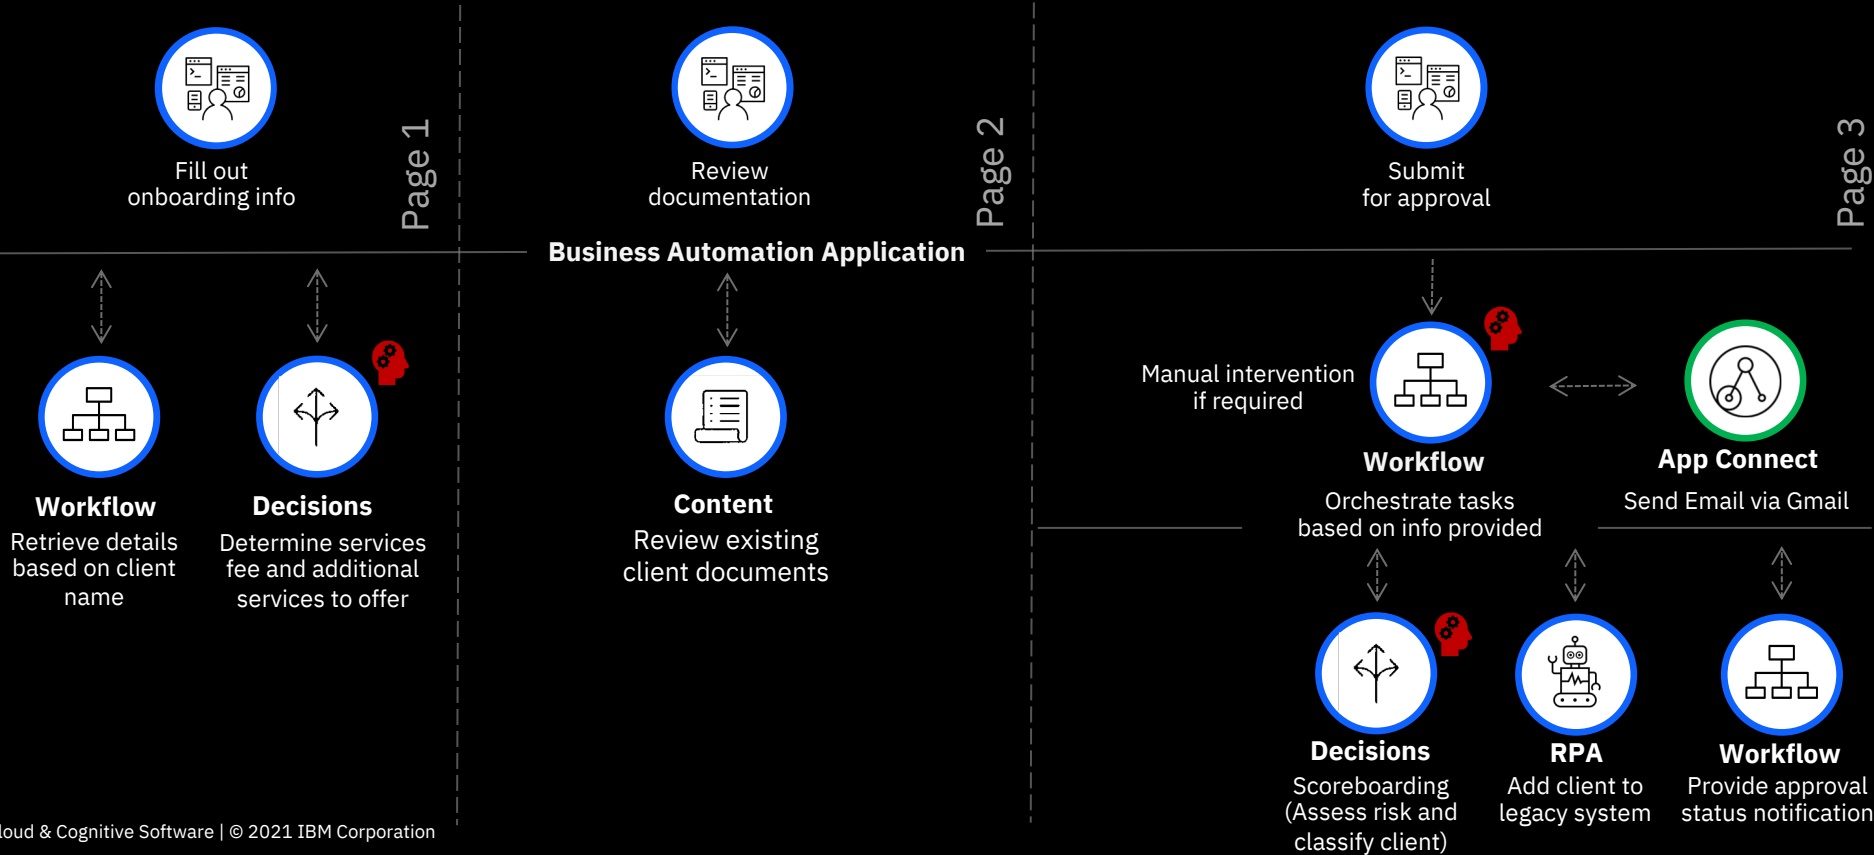 Fill out
onboarding info
Page 1
Review
documentation
Page 2
Submit
for approval
Page 3
Business Automation Application
Workflow
Retrieve details
based on client
name
Decisions
Determine services
fee and additional
services to offer
Content
Review existing
client documents
Manual intervention
if required
Workflow
Orchestrate tasks
based on info provided
App Connect
Send Email via Gmail
Decisions
Scoreboarding
(Assess risk and
classify client)
RPA
Add client to
legacy system
Workflow
Provide approval
status notification
loud & Cognitive Software | © 2021 IBM Corporation